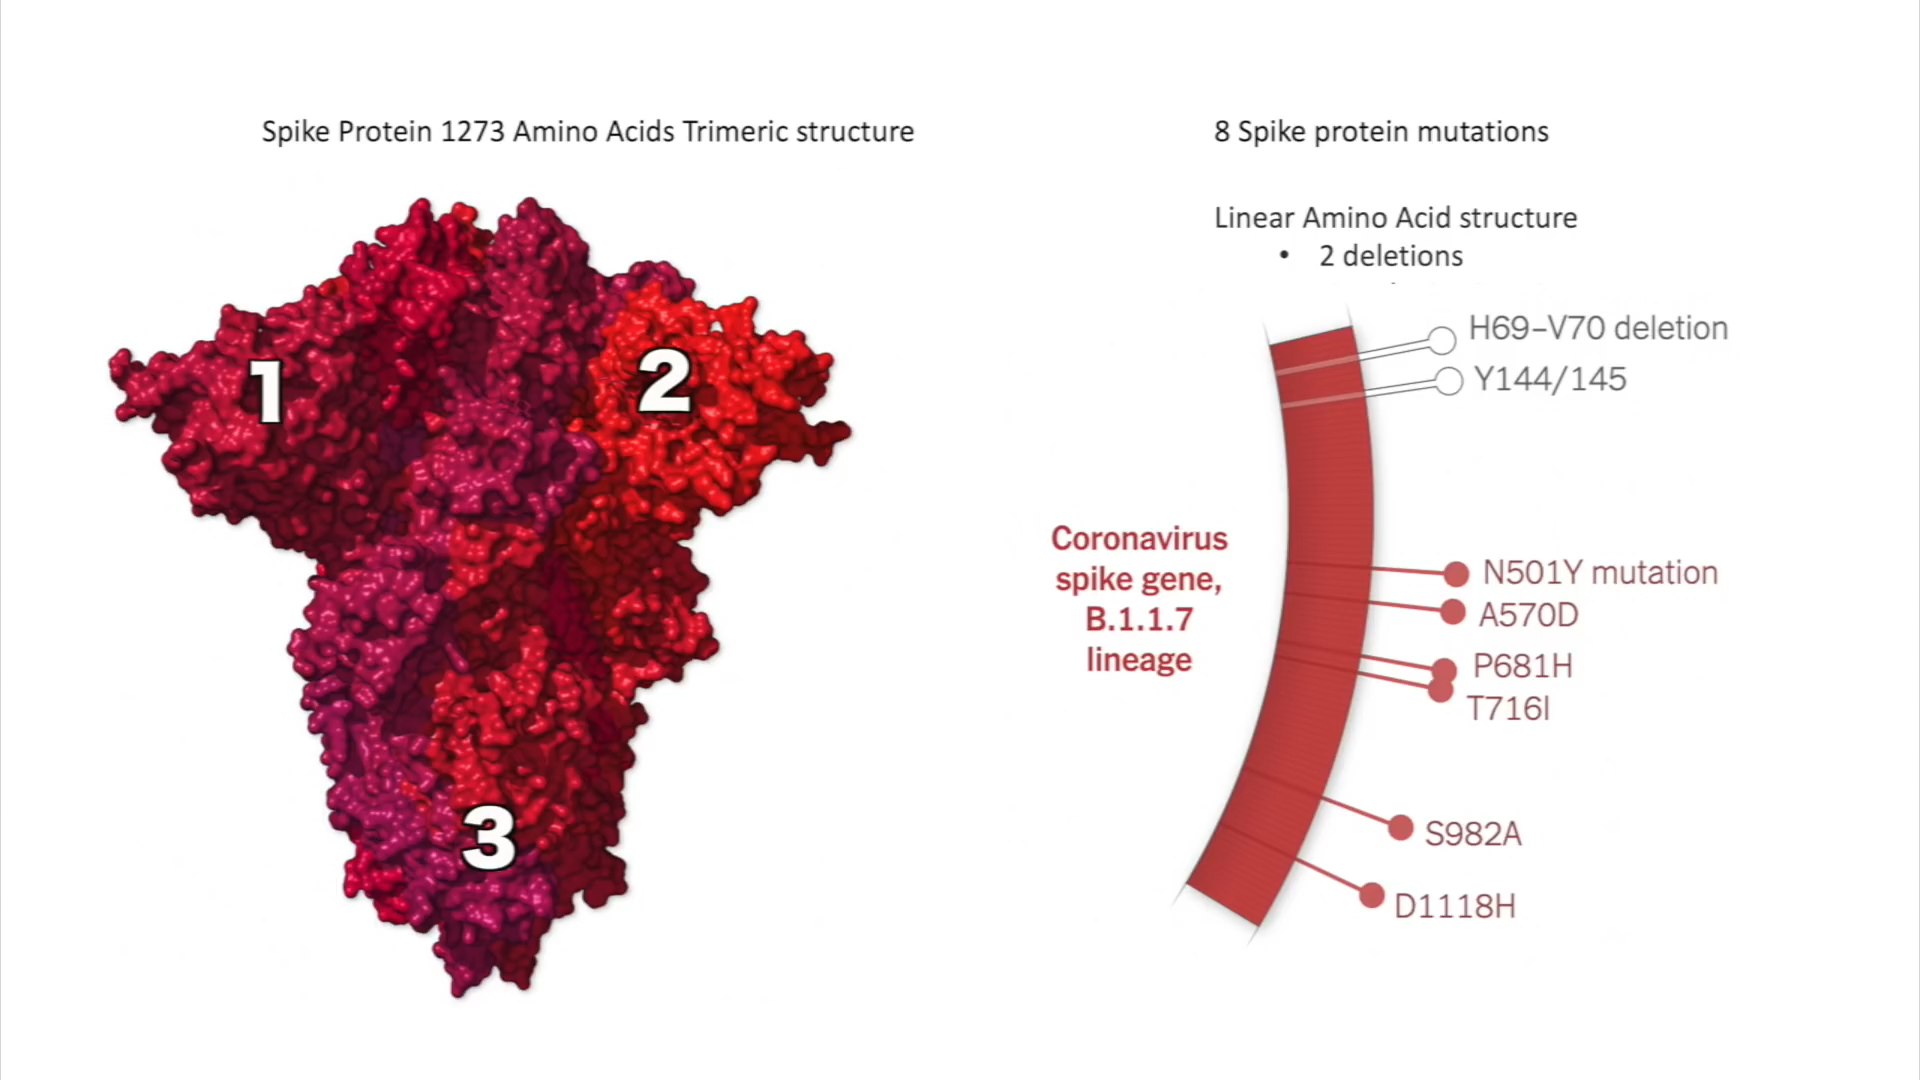 Spike Protein 1273 Amino Acids Trimeric structure
1
2
3
8 Spike protein mutations
Linear Amino Acid structure
• 2 deletions
H69–V70 deletion
Y144/145
Coronavirus
spike gene,
B.1.1.7
lineage
N501Y mutation
A570D
P681H
T716I
S982A
D1118H